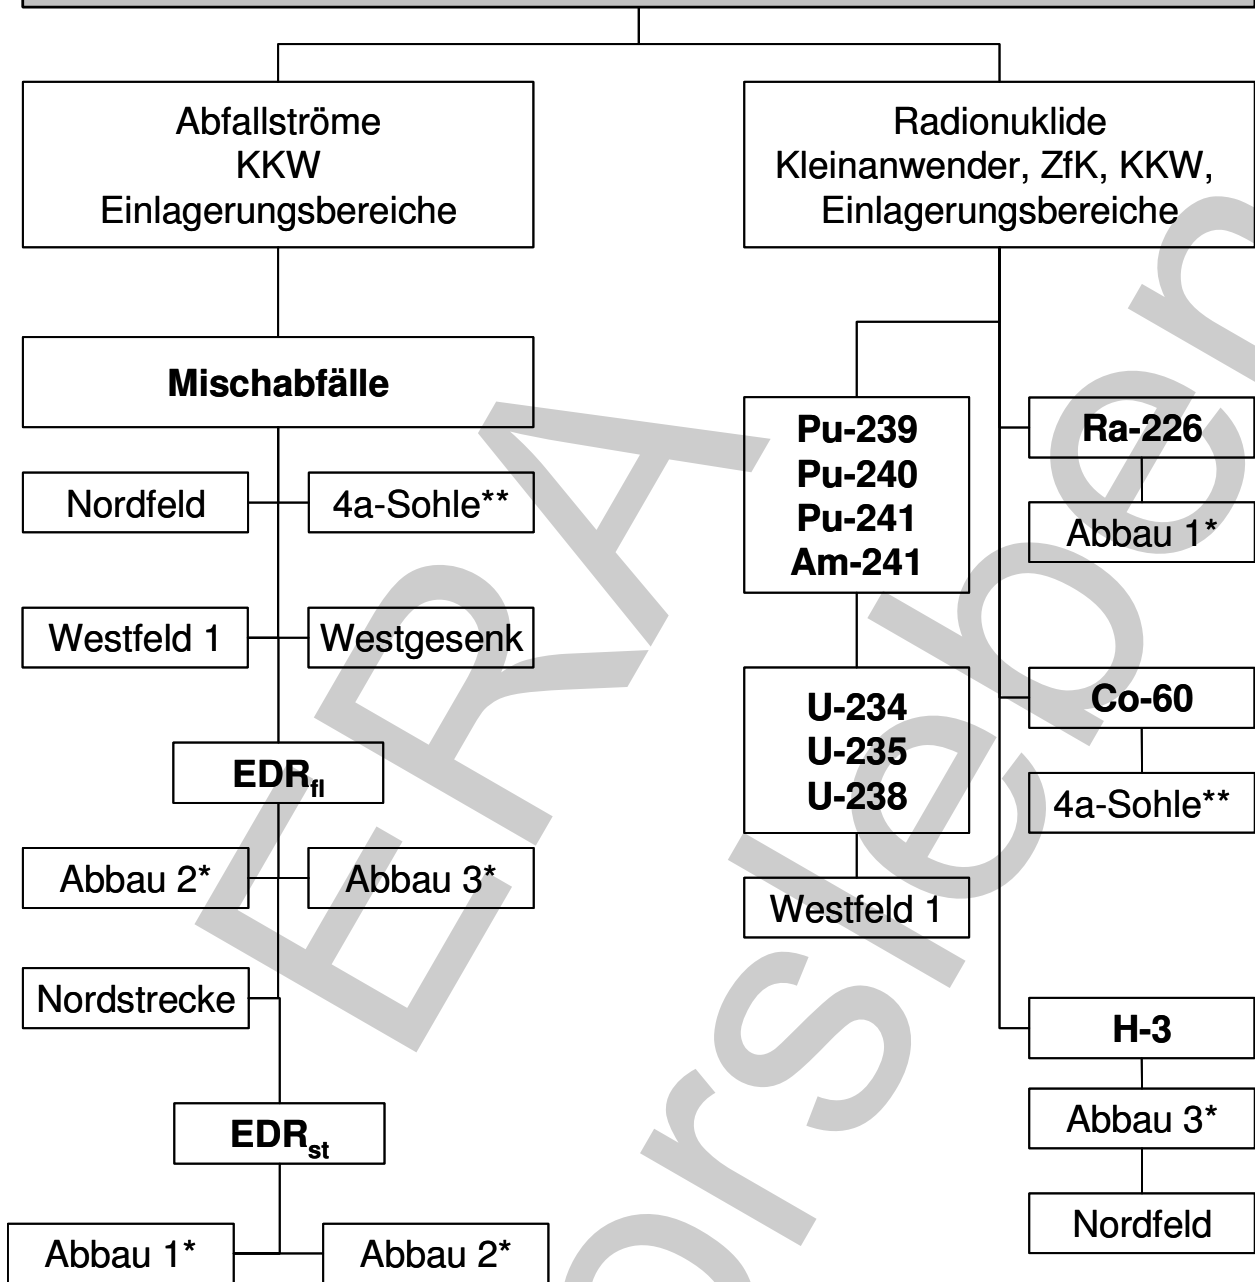 Abfallströme
KKW
Einlagerungsbereiche
Mischabfälle
Nordfeld
4a-Sohle**
Westfeld 1
Westgesenk
EDRfl
Abbau 2*
Abbau 3*
Nordstrecke
EDRst
Abbau 1*
Abbau 2*
Radionuklide
Kleinanwender, ZfK, KKW,
Einlagerungsbereiche
Pu-239
Pu-240
Pu-241
Am-241
U-234
U-235
U-238
Westfeld 1
Ra-226
Abbau 1*
Co-60
4a-Sohle**
H-3
Abbau 3*
Nordfeld
ERA
orsleben